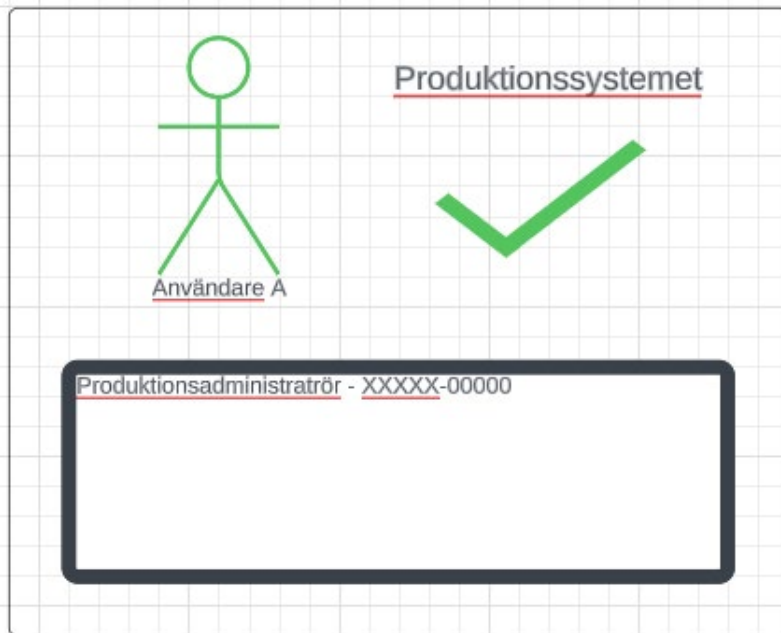 Produktionssystemet
Användare A
Produktionsadministratrör - XXXXX-00000